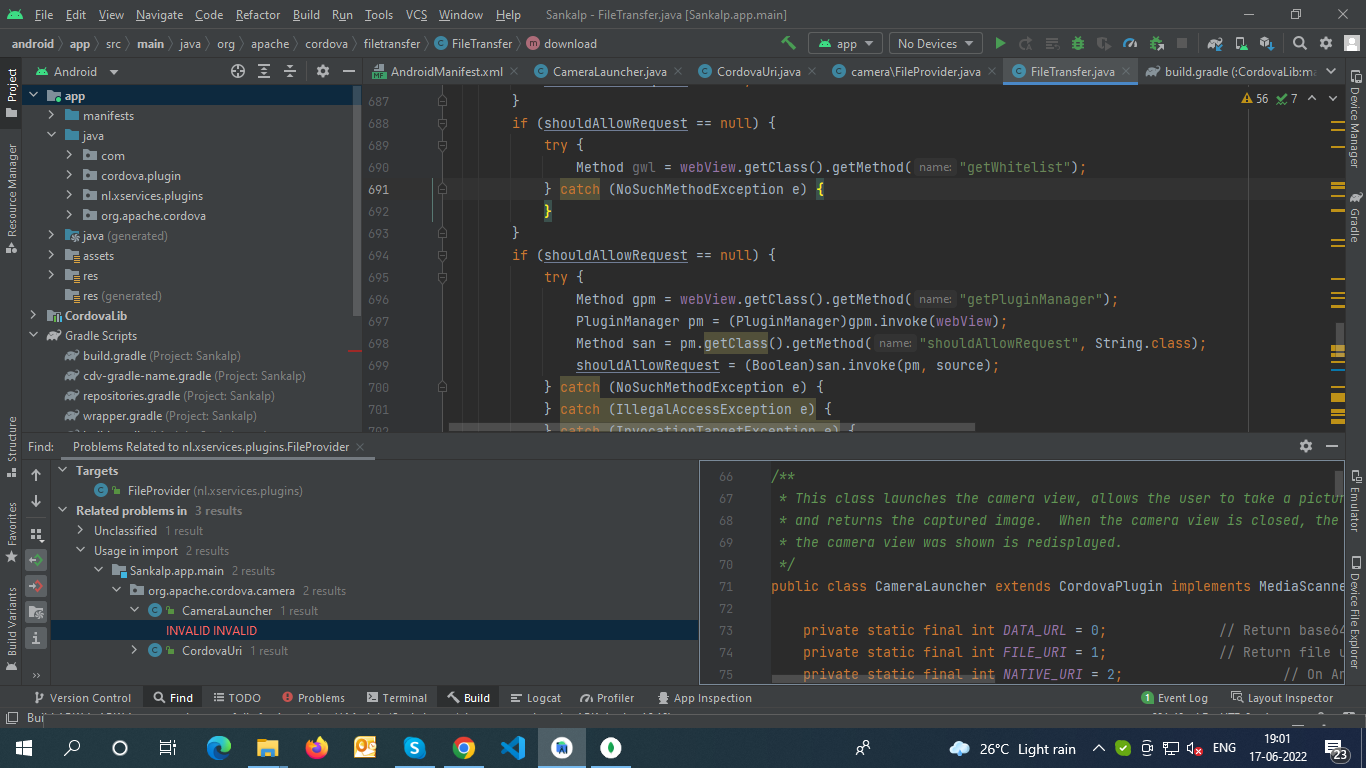 File Edit View Navigate Code Refactor Build Run Tools VCS Window Help Sankalp - FileTransfer.java [Sankalp.app.main]
android app src main java org apache cordova filetransfer FileTransfer download app No Devices
Project Android AndroidManifest.xml CameraLauncher.java CordovaUri.java camera\FileProvider.java FileTransfer.java build.gradle (:CordovaLib:m
Device Manager
Gradle
Emulator
Device File Explorer
Resource Manager
Structure
Favorites
Build Variants
app
manifests
java
com
cordova.plugin
nl.xservices.plugins
org.apache.cordova
java (generated)
assets
res
res (generated)
CordovaLib
Gradle Scripts
build.gradle (Project: Sankalp)
cdv-gradle-name.gradle (Project: Sankalp)
repositories.gradle (Project: Sankalp)
wrapper.gradle (Project: Sankalp)
56 7
687 }
688 if (shouldAllowRequest == null) {
689 try {
690 Method gwl = webView.getClass().getMethod( name: "getWhitelist");
691 } catch (NoSuchMethodException e) {
692 }
693 }
694 if (shouldAllowRequest == null) {
695 try {
696 Method gpm = webView.getClass().getMethod( name: "getPluginManager");
697 PluginManager pm = (PluginManager)gpm.invoke(webView);
698 Method san = pm.getClass().getMethod( name: "shouldAllowRequest", String.class);
699 shouldAllowRequest = (Boolean)san.invoke(pm, source);
700 } catch (NoSuchMethodException e) {
701 } catch (IllegalAccessException e) {
702 } catch (InvocationTargetException e) {
Find: Problems Related to nl.xservices.plugins.FileProvider
Targets
FileProvider (nl.xservices.plugins)
Related problems in 3 results
Unclassified 1 result
Usage in import 2 results
Sankalp.app.main 2 results
org.apache.cordova.camera 2 results
CameraLauncher 1 result
INVALID INVALID
CordovaUri 1 result
66 /**
67 * This class launches the camera view, allows the user to take a pictu
68 * and returns the captured image. When the camera view is closed, the
69 * the camera view was shown is redisplayed.
70 */
71 public class CameraLauncher extends CordovaPlugin implements MediaScanne
72
73 private static final int DATA_URL = 0; // Return base64
74 private static final int FILE_URI = 1; // Return file u
75 private static final int NATIVE_URI = 2; // On An
Version Control Find TODO Problems Terminal Build Logcat Profiler App Inspection 1 Event Log Layout Inspector
26°C Light rain ENG 19:01
17-06-2022 23